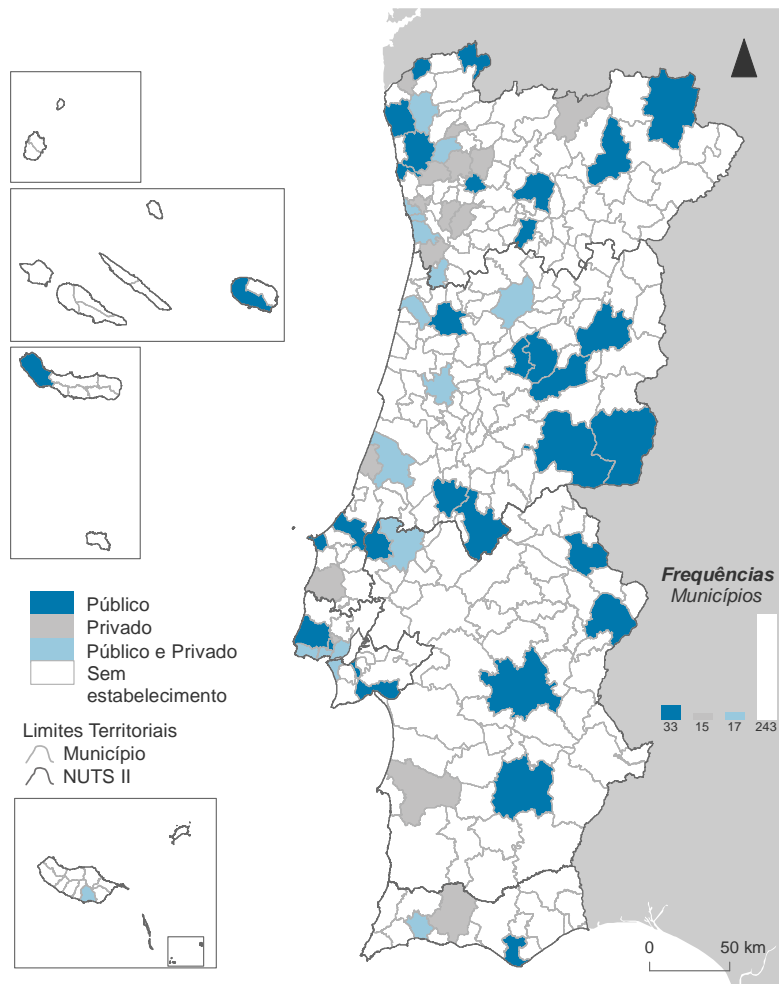 Público
Privado
Público e Privado
Sem
estabelecimento
Limites Territoriais
Município
NUTS II
Frequências
Municípios
33 15 17 243
0 50 km